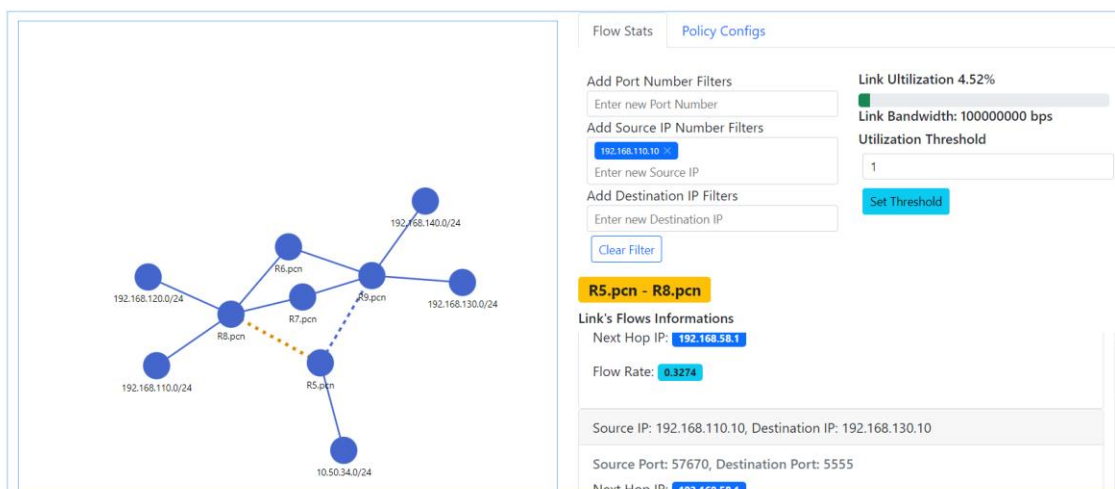 192.168.140.0/24
R6.pcn
R9.pcn
192.168.120.0/24
192.168.130.0/24
R7.pcn
R8.pcn
R5.pcn
192.168.110.0/24
10.50.34.0/24
Flow Stats
Policy Configs
Add Port Number Filters
Enter new Port Number
Add Source IP Number Filters
192.168.110.10 ×
Enter new Source IP
Add Destination IP Filters
Enter new Destination IP
Clear Filter
Link Ultilization 4.52%
Link Bandwidth: 100000000 bps
Utilization Threshold
1
Set Threshold
R5.pcn - R8.pcn
Link's Flows Informations
Next Hop IP: 192.168.58.1
Flow Rate: 0.3274
Source IP: 192.168.110.10, Destination IP: 192.168.130.10
Source Port: 57670, Destination Port: 5555
Next Hop IP: 192.168.58.1